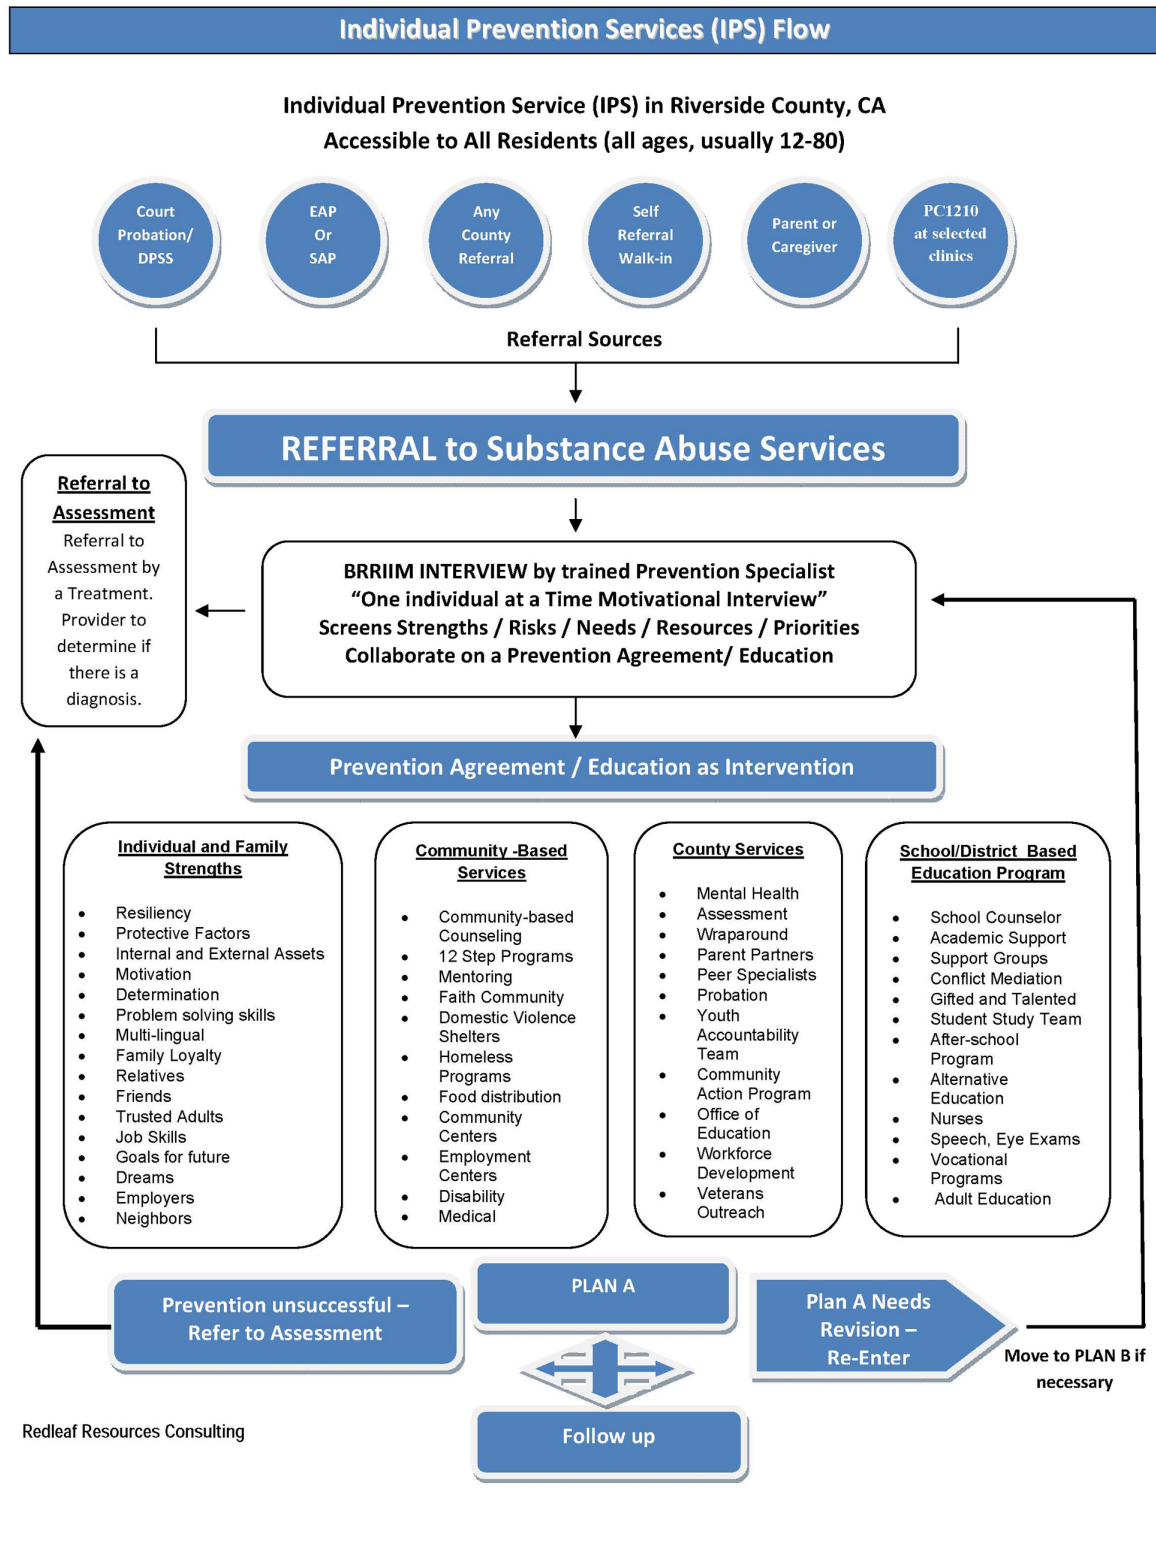 Individual Prevention Services (IPS) Flow
Individual Prevention Service (IPS) in Riverside County, CA
Accessible to All Residents (all ages, usually 12-80)
Court
Probation/
DPSS
EAP
Or
SAP
Any
County
Referral
Self
Referral
Walk-in
Parent or
Caregiver
PC1210
at selected
clinics
Referral Sources
REFERRAL to Substance Abuse Services
Referral to
Assessment
Referral to
Assessment by
a Treatment.
Provider to
determine if
there is a
diagnosis.
BRRIIM INTERVIEW by trained Prevention Specialist
“One individual at a Time Motivational Interview”
Screens Strengths / Risks / Needs / Resources / Priorities
Collaborate on a Prevention Agreement/ Education
Prevention Agreement / Education as Intervention
Individual and Family
Strengths
• Resiliency
• Protective Factors
• Internal and External Assets
• Motivation
• Determination
• Problem solving skills
• Multi-lingual
• Family Loyalty
• Relatives
• Friends
• Trusted Adults
• Job Skills
• Goals for future
• Dreams
• Employers
• Neighbors
Community -Based
Services
• Community-based
Counseling
• 12 Step Programs
• Mentoring
• Faith Community
• Domestic Violence
Shelters
• Homeless
Programs
• Food distribution
• Community
Centers
• Employment
Centers
• Disability
• Medical
County Services
• Mental Health
• Assessment
• Wraparound
• Parent Partners
• Peer Specialists
• Probation
• Youth
Accountability
Team
• Community
Action Program
• Office of
Education
• Workforce
Development
• Veterans
Outreach
School/District Based
Education Program
• School Counselor
• Academic Support
• Support Groups
• Conflict Mediation
• Gifted and Talented
• Student Study Team
• After-school
Program
• Alternative
Education
• Nurses
• Speech, Eye Exams
• Vocational
Programs
• Adult Education
Prevention unsuccessful –
Refer to Assessment
PLAN A
Plan A Needs
Revision –
Re-Enter
Move to PLAN B if
necessary
Follow up
Redleaf Resources Consulting